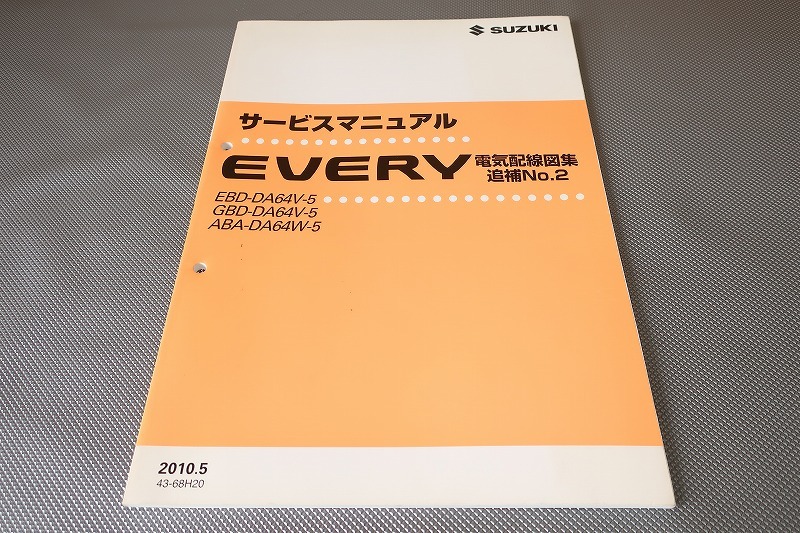 SUZUKI
サービスマニュアル
EVERY 電気配線図集
追補No.2
EBD-DA64V-5
GBD-DA64V-5
ABA-DA64W-5
2010.5
43-68H20